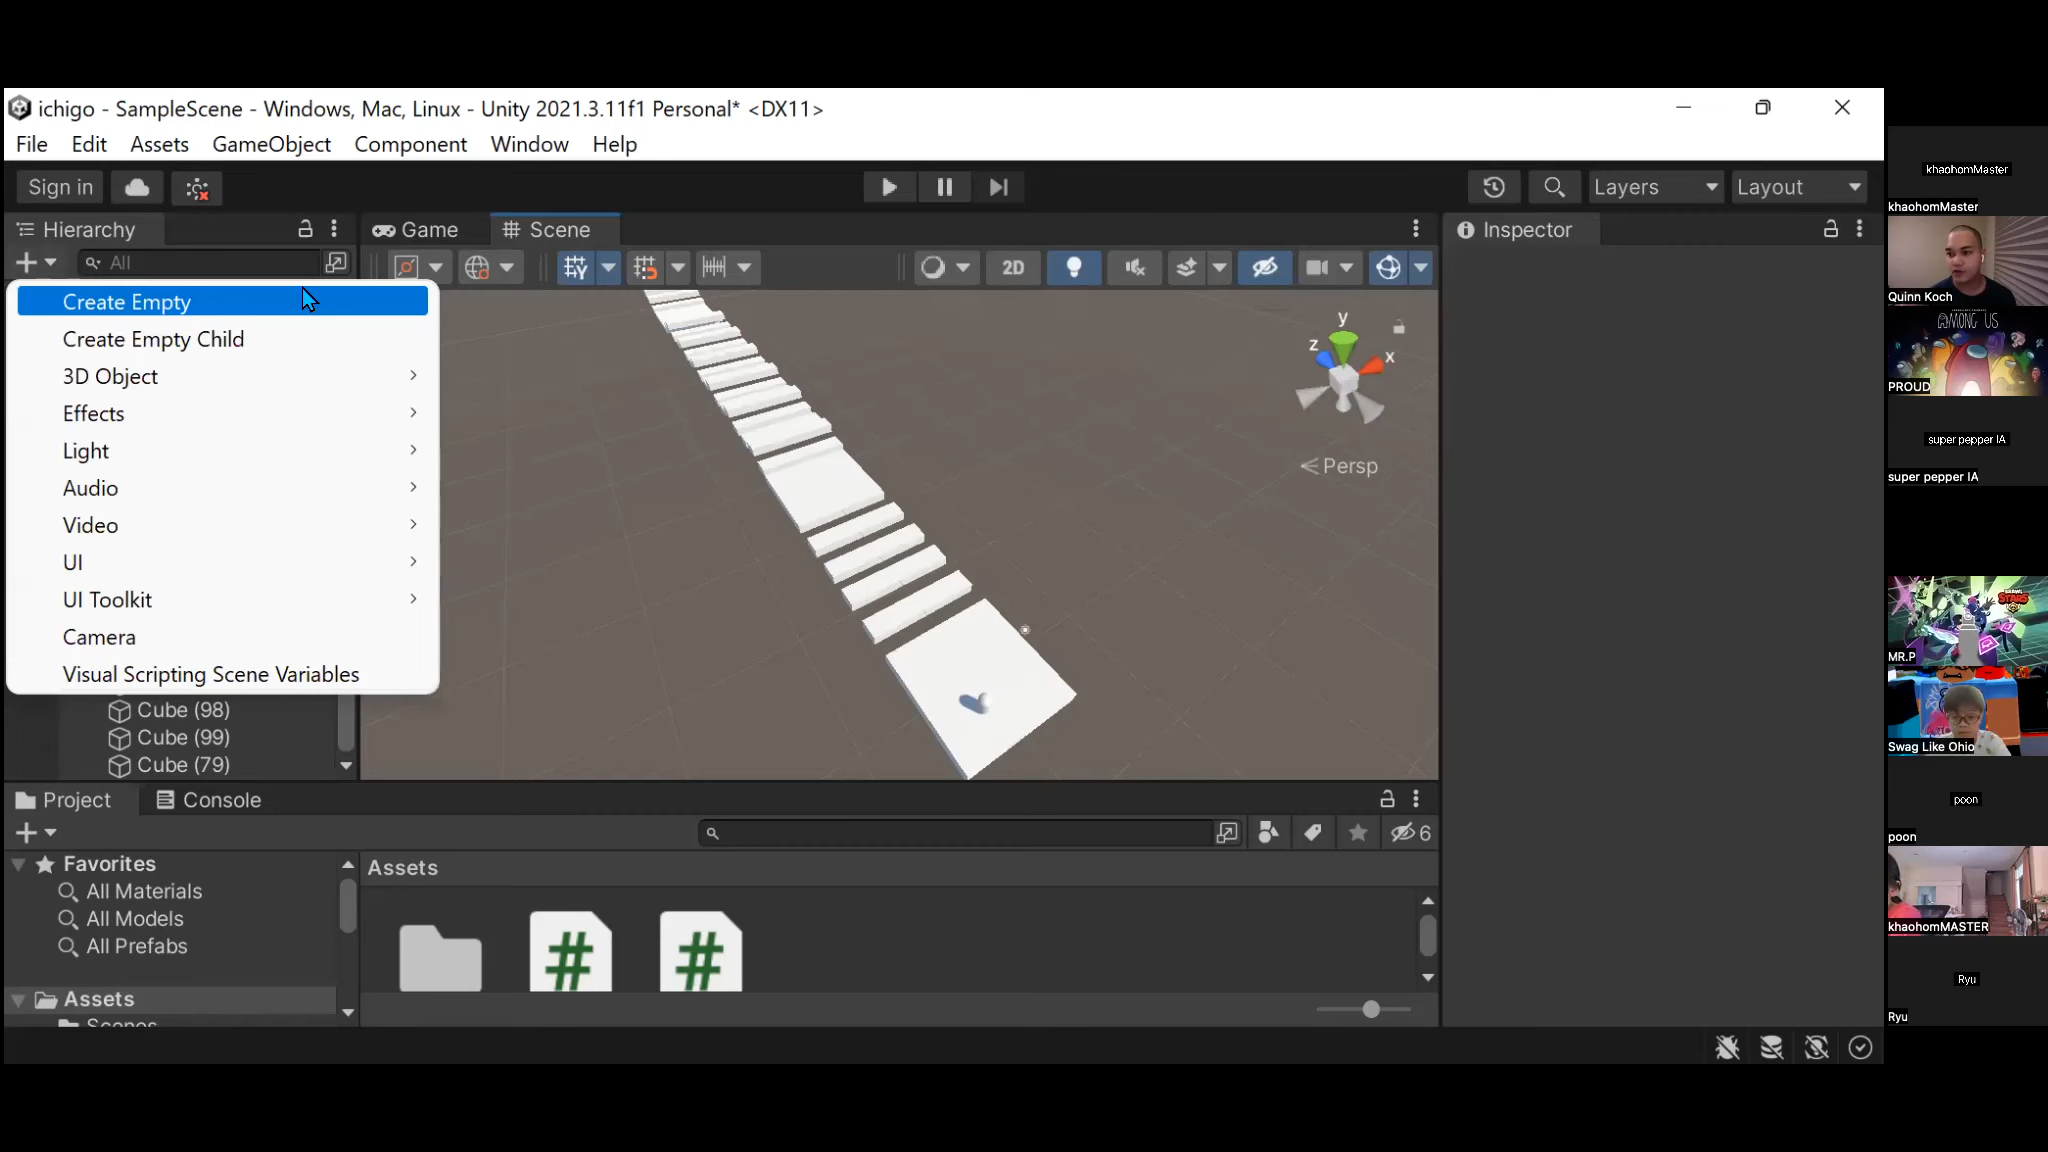 ichigo - SampleScene - Windows, Mac, Linux - Unity 2021.3.11f1 Personal* <DX11>
File Edit Assets GameObject Component Window Help
Sign in
Layers
Layout
Hierarchy
Game
Scene
Inspector
All
2D
Create Empty
Create Empty Child
3D Object
Effects
Light
Audio
Video
UI
UI Toolkit
Camera
Visual Scripting Scene Variables
y
z
x
Persp
Cube (98)
Cube (99)
Cube (79)
Project
Console
6
Favorites
All Materials
All Models
All Prefabs
Assets
Scenes
Assets
#
#
khaohomMaster
khaohomMaster
Quinn Koch
AMONG US
PROUD
super pepper IA
super pepper IA
BRAWL STARS
MR.P
Swag Like Ohio
poon
poon
khaohomMASTER
Ryu
Ryu